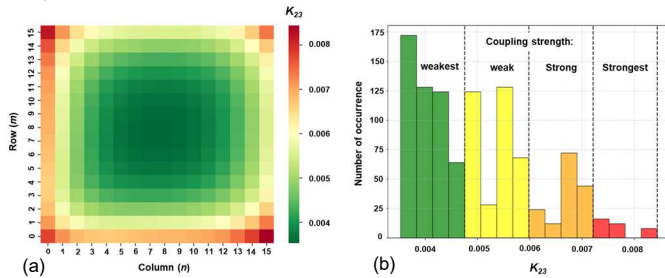 K23
15
14
13
12
11
10
9
8
7
6
5
4
3
2
1
0
Row (m)
0 1 2 3 4 5 6 7 8 9 10 11 12 13 14 15
Column (n)
0.008
0.007
0.006
0.005
0.004
(a)
Coupling strength:
weakest weak Strong Strongest
175
150
125
100
75
50
25
0
Number of occurrence
0.004 0.005 0.006 0.007 0.008
K23
(b)